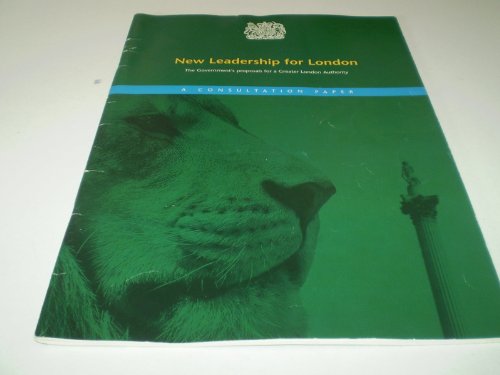 New Leadership for London
The Government's proposals for a Greater London Authority
A CONSULTATION PAPER